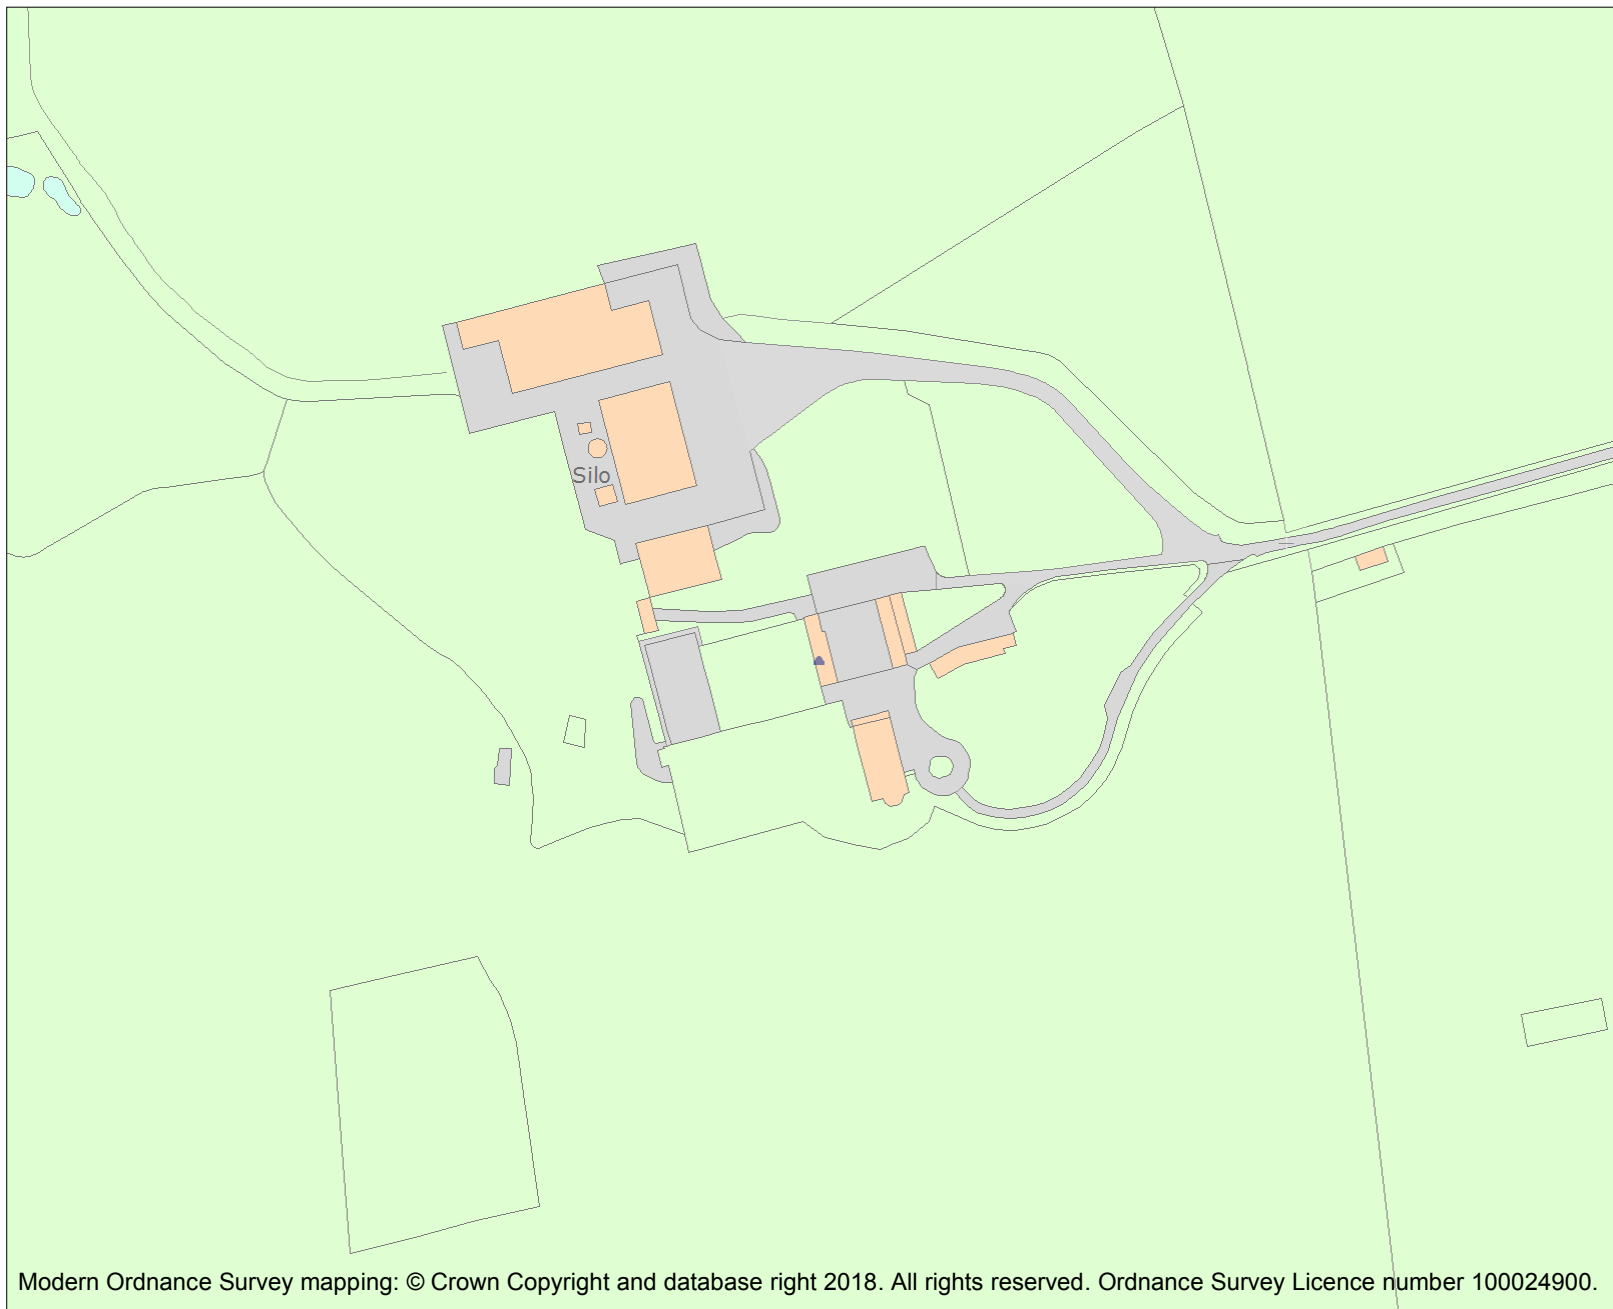 Silo
Modern Ordnance Survey mapping: © Crown Copyright and database right 2018. All rights reserved. Ordnance Survey Licence number 100024900.